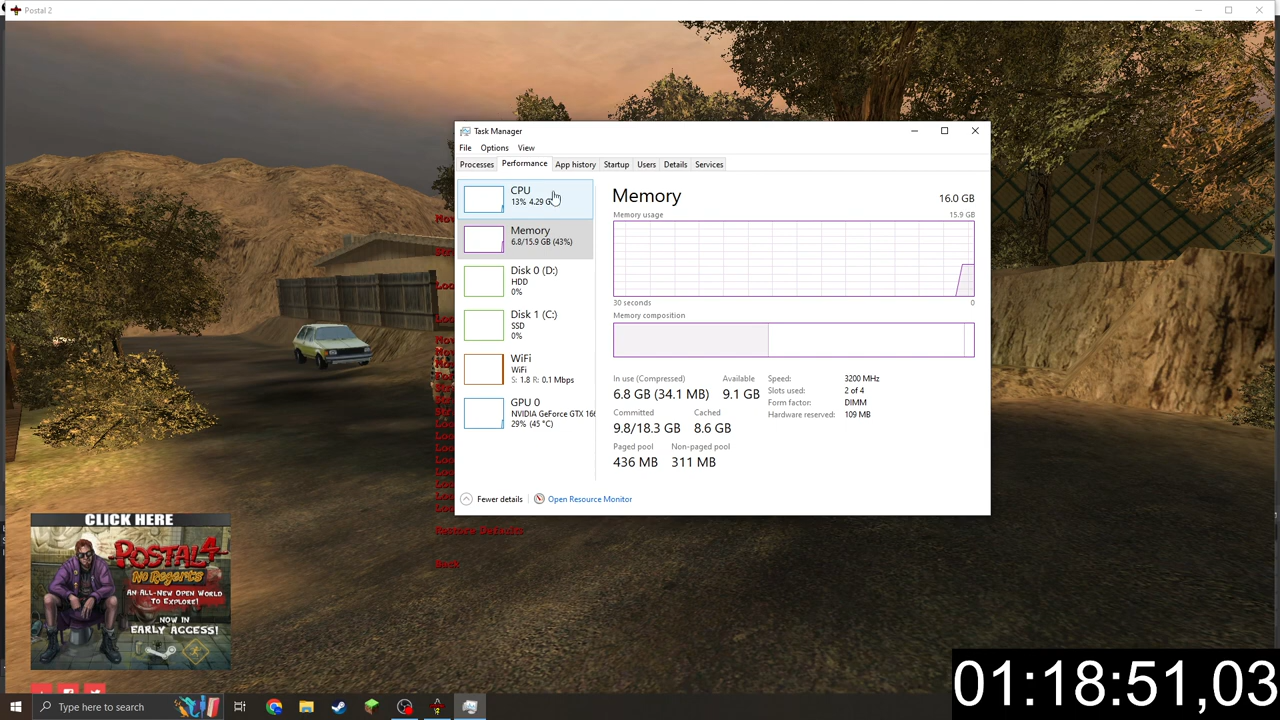 Postal 2
Task Manager
File Options View
Processes Performance App history Startup Users Details Services
CPU
13% 4.29 G
Memory
6.8/15.9 GB (43%)
Disk 0 (D:)
HDD
0%
Disk 1 (C:)
SSD
0%
WiFi
WiFi
S: 1.8 R: 0.1 Mbps
GPU 0
NVIDIA GeForce GTX 166
29% (45 °C)
Memory
16.0 GB
Memory usage
15.9 GB
30 seconds
0
Memory composition
In use (Compressed)
6.8 GB (34.1 MB)
Available
9.1 GB
Committed
9.8/18.3 GB
Cached
8.6 GB
Paged pool
436 MB
Non-paged pool
311 MB
Speed: 3200 MHz
Slots used: 2 of 4
Form factor: DIMM
Hardware reserved: 109 MB
Fewer details
Open Resource Monitor
Restore Defaults
Back
CLICK HERE
POSTAL 4
No Regerts
AN ALL-NEW OPEN WORLD
TO EXPLORE!
NOW IN
EARLY ACCESS!
Type here to search
01:18:51,03